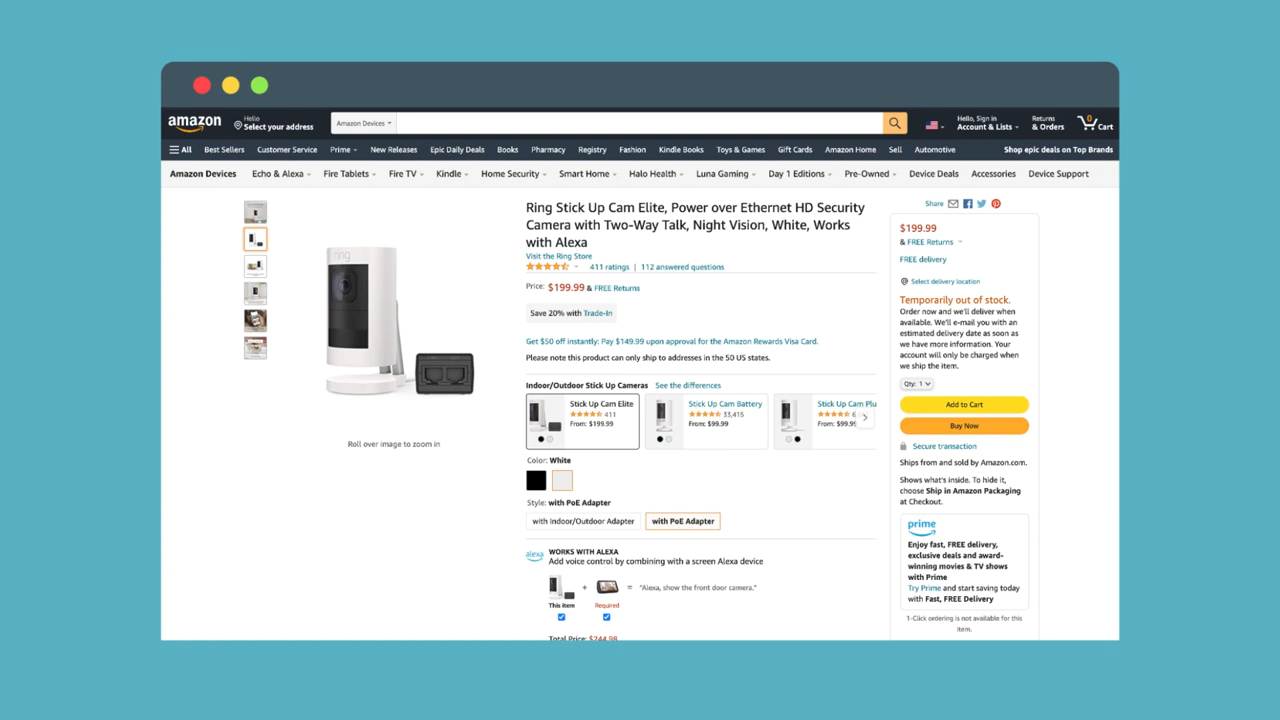 amazon
Hello
Select your address
Amazon Devices
Hello, Sign in
Account & Lists
Returns
& Orders
0
Cart
All
Best Sellers
Customer Service
Prime
New Releases
Epic Daily Deals
Books
Pharmacy
Registry
Fashion
Kindle Books
Toys & Games
Gift Cards
Amazon Home
Sell
Automotive
Shop epic deals on Top Brands
Amazon Devices
Echo & Alexa
Fire Tablets
Fire TV
Kindle
Home Security
Smart Home
Halo Health
Luna Gaming
Day 1 Editions
Pre-Owned
Device Deals
Accessories
Device Support
ring
Roll over image to zoom in
Ring Stick Up Cam Elite, Power over Ethernet HD Security
Camera with Two-Way Talk, Night Vision, White, Works
with Alexa
Visit the Ring Store
411 ratings | 112 answered questions
Price: $199.99 & FREE Returns
Save 20% with Trade-In
Get $50 off instantly: Pay $149.99 upon approval for the Amazon Rewards Visa Card.
Please note this product can only ship to addresses in the 50 US states.
Indoor/Outdoor Stick Up Cameras See the differences
Stick Up Cam Elite
411
From: $199.99
Stick Up Cam Battery
33,415
From: $99.99
Stick Up Cam Plu
6
From: $99.99
Color: White
Style: with PoE Adapter
with Indoor/Outdoor Adapter
with PoE Adapter
alexa
WORKS WITH ALEXA
Add voice control by combining with a screen Alexa device
+
=
"Alexa, show the front door camera."
This item
Required
Total Price: $244.98
Share
$199.99
& FREE Returns
FREE delivery
Select delivery location
Temporarily out of stock.
Order now and we'll deliver when
available. We'll e-mail you with an
estimated delivery date as soon as
we have more information. Your
account will only be charged when
we ship the item.
Qty: 1
Add to Cart
Buy Now
Secure transaction
Ships from and sold by Amazon.com.
Shows what's inside. To hide it,
choose Ship in Amazon Packaging
at Checkout.
prime
Enjoy fast, FREE delivery,
exclusive deals and award-
winning movies & TV shows
with Prime
Try Prime and start saving today
with Fast, FREE Delivery
1-Click ordering is not available for this
item.